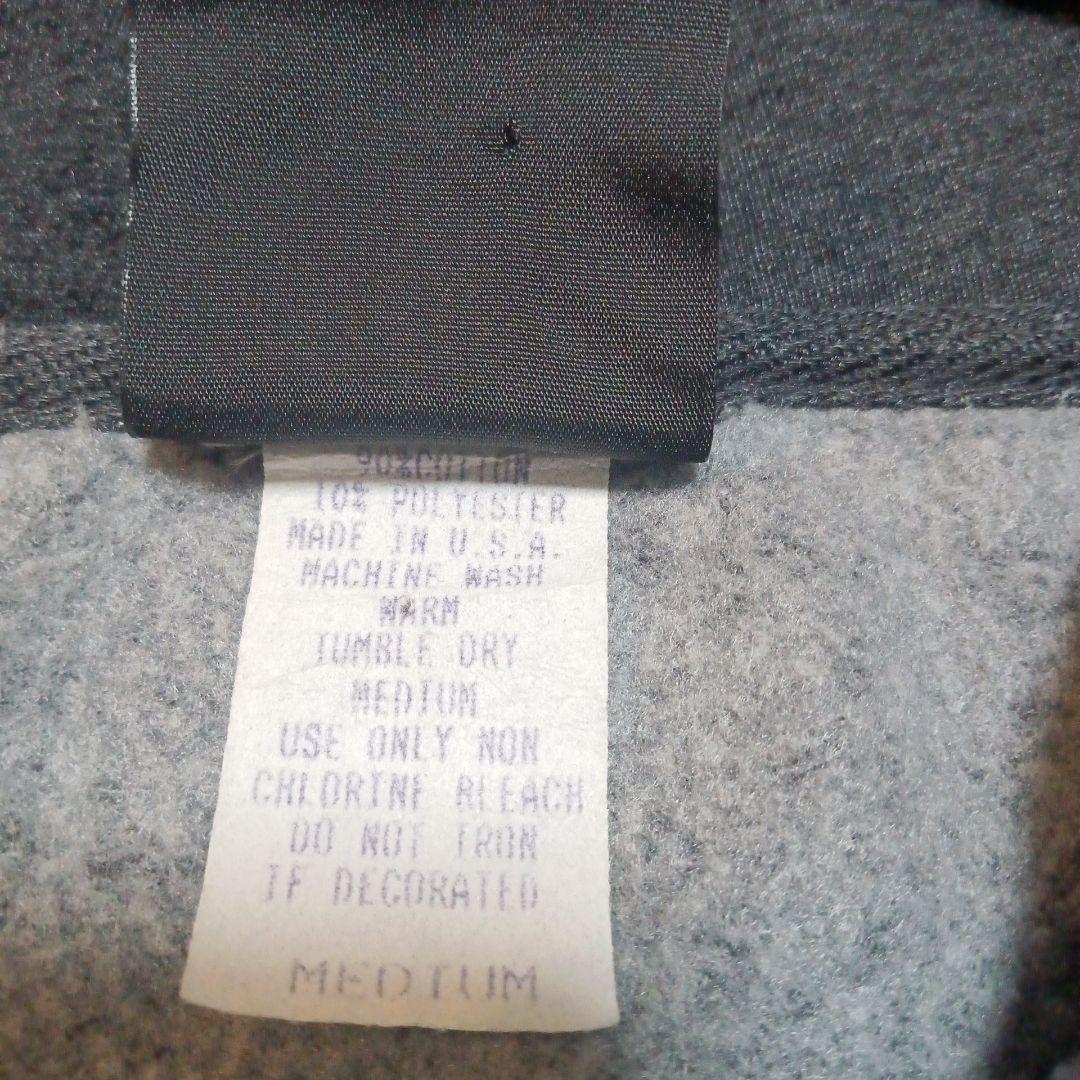 90%COTTON
10% POLYESTER
MADE IN U.S.A.
MACHINE WASH
WARM
TUMBLE DRY
MEDIUM
USE ONLY NON
CHLORINE BLEACH
DO NOT IRON
IF DECORATED
MEDIUM